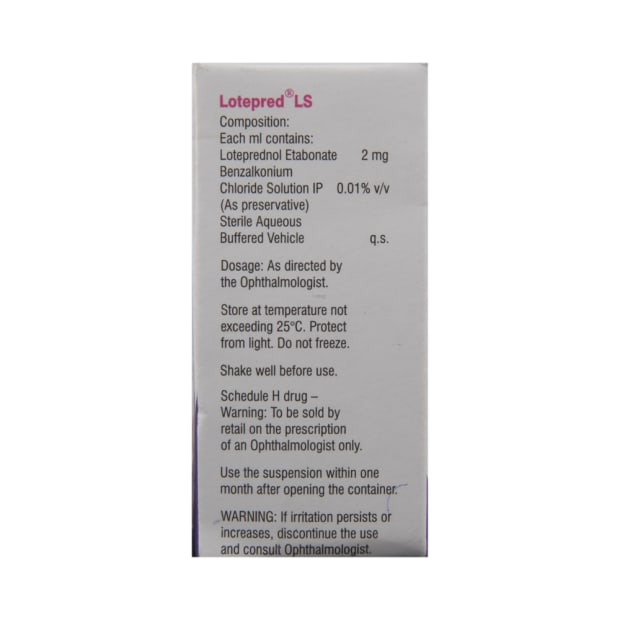 Lotepred®LS
Composition:
Each ml contains:
Loteprednol Etabonate 2 mg
Benzalkonium
Chloride Solution IP 0.01% v/v
(As preservative)
Sterile Aqueous
Buffered Vehicle q.s.
Dosage: As directed by
the Ophthalmologist.
Store at temperature not
exceeding 25°C. Protect
from light. Do not freeze.
Shake well before use.
Schedule H drug –
Warning: To be sold by
retail on the prescription
of an Ophthalmologist only.
Use the suspension within one
month after opening the container.
WARNING: If irritation persists or
increases, discontinue the use
and consult Ophthalmologist.